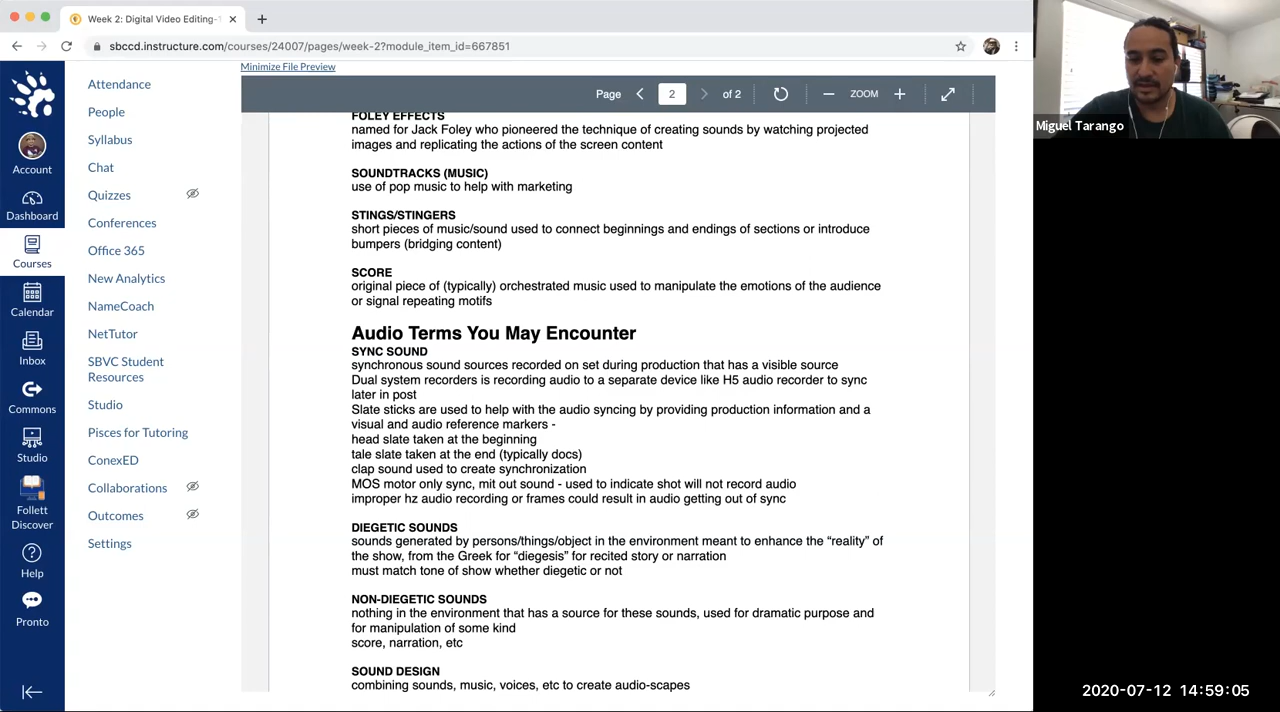 Week 2: Digital Video Editing-
sbccd.instructure.com/courses/24007/pages/week-2?module_item_id=667851
Minimize File Preview
Page 2 of 2 ZOOM
Account
Dashboard
Courses
Calendar
Inbox
Commons
Studio
Follett
Discover
Help
Pronto
Attendance
People
Syllabus
Chat
Quizzes
Conferences
Office 365
New Analytics
NameCoach
NetTutor
SBVC Student
Resources
Studio
Pisces for Tutoring
ConexED
Collaborations
Outcomes
Settings
FOLEY EFFECTS
named for Jack Foley who pioneered the technique of creating sounds by watching projected
images and replicating the actions of the screen content
SOUNDTRACKS (MUSIC)
use of pop music to help with marketing
STINGS/STINGERS
short pieces of music/sound used to connect beginnings and endings of sections or introduce
bumpers (bridging content)
SCORE
original piece of (typically) orchestrated music used to manipulate the emotions of the audience
or signal repeating motifs
Audio Terms You May Encounter
SYNC SOUND
synchronous sound sources recorded on set during production that has a visible source
Dual system recorders is recording audio to a separate device like H5 audio recorder to sync
later in post
Slate sticks are used to help with the audio syncing by providing production information and a
visual and audio reference markers -
head slate taken at the beginning
tale slate taken at the end (typically docs)
clap sound used to create synchronization
MOS motor only sync, mit out sound - used to indicate shot will not record audio
improper hz audio recording or frames could result in audio getting out of sync
DIEGETIC SOUNDS
sounds generated by persons/things/object in the environment meant to enhance the “reality” of
the show, from the Greek for “diegesis” for recited story or narration
must match tone of show whether diegetic or not
NON-DIEGETIC SOUNDS
nothing in the environment that has a source for these sounds, used for dramatic purpose and
for manipulation of some kind
score, narration, etc
SOUND DESIGN
combining sounds, music, voices, etc to create audio-scapes
Miguel Tarango
2020-07-12 14:59:05